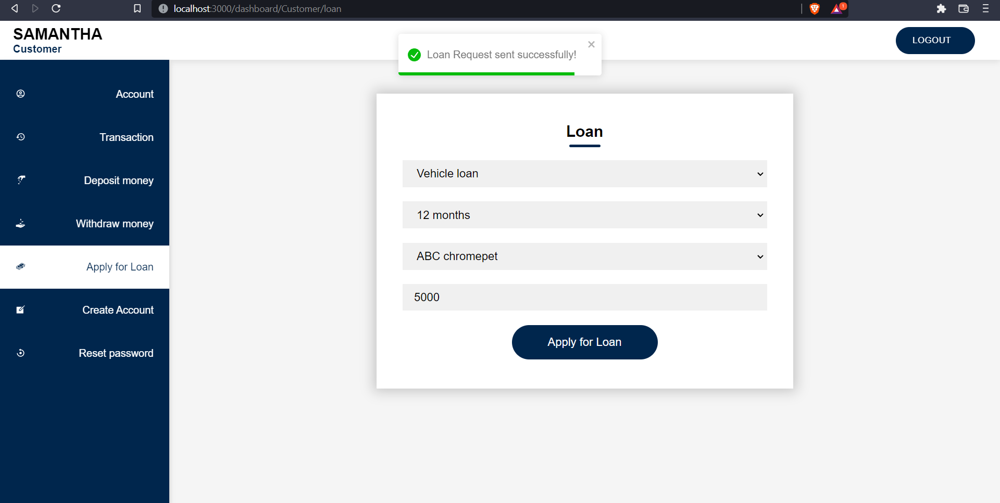 localhost:3000/dashboard/Customer/loan
1
SAMANTHA
Customer
Loan Request sent successfully!
LOGOUT
Account
Transaction
Deposit money
Withdraw money
Apply for Loan
Create Account
Reset password
Loan
Vehicle loan
12 months
ABC chromepet
5000
Apply for Loan